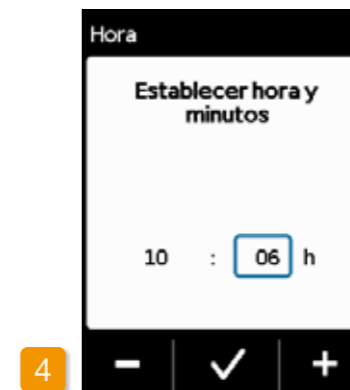 Hora
Establecer hora y
minutos
10 : 06 h
4 − ✓ +